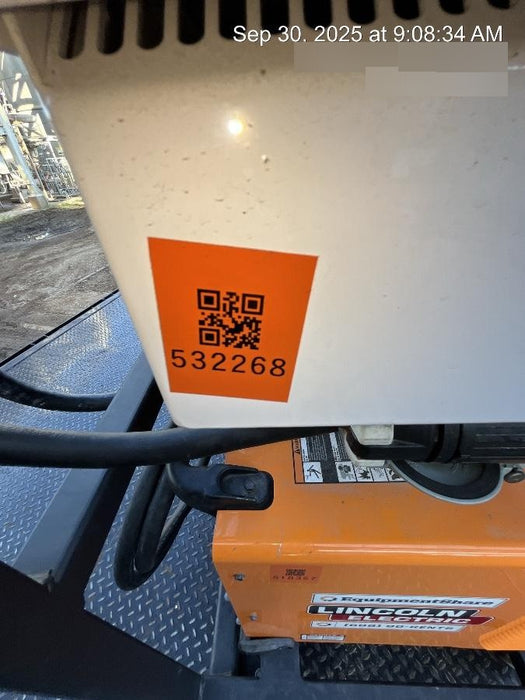 Sep 30, 2025 at 9:08:34 AM
532268
EquipmentShare
LINCOLN
ELECTRIC